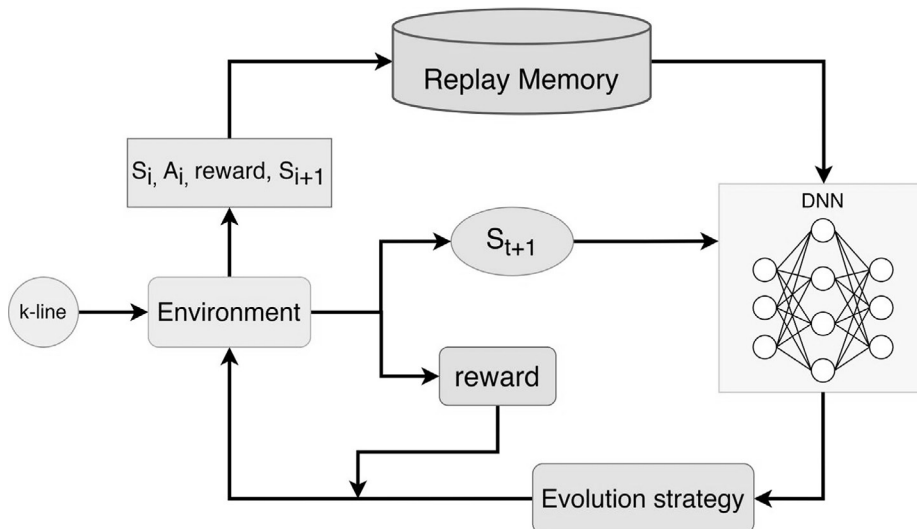 Replay Memory
Si, Ai, reward, Si+1
DNN
St+1
k-line
Environment
reward
Evolution strategy